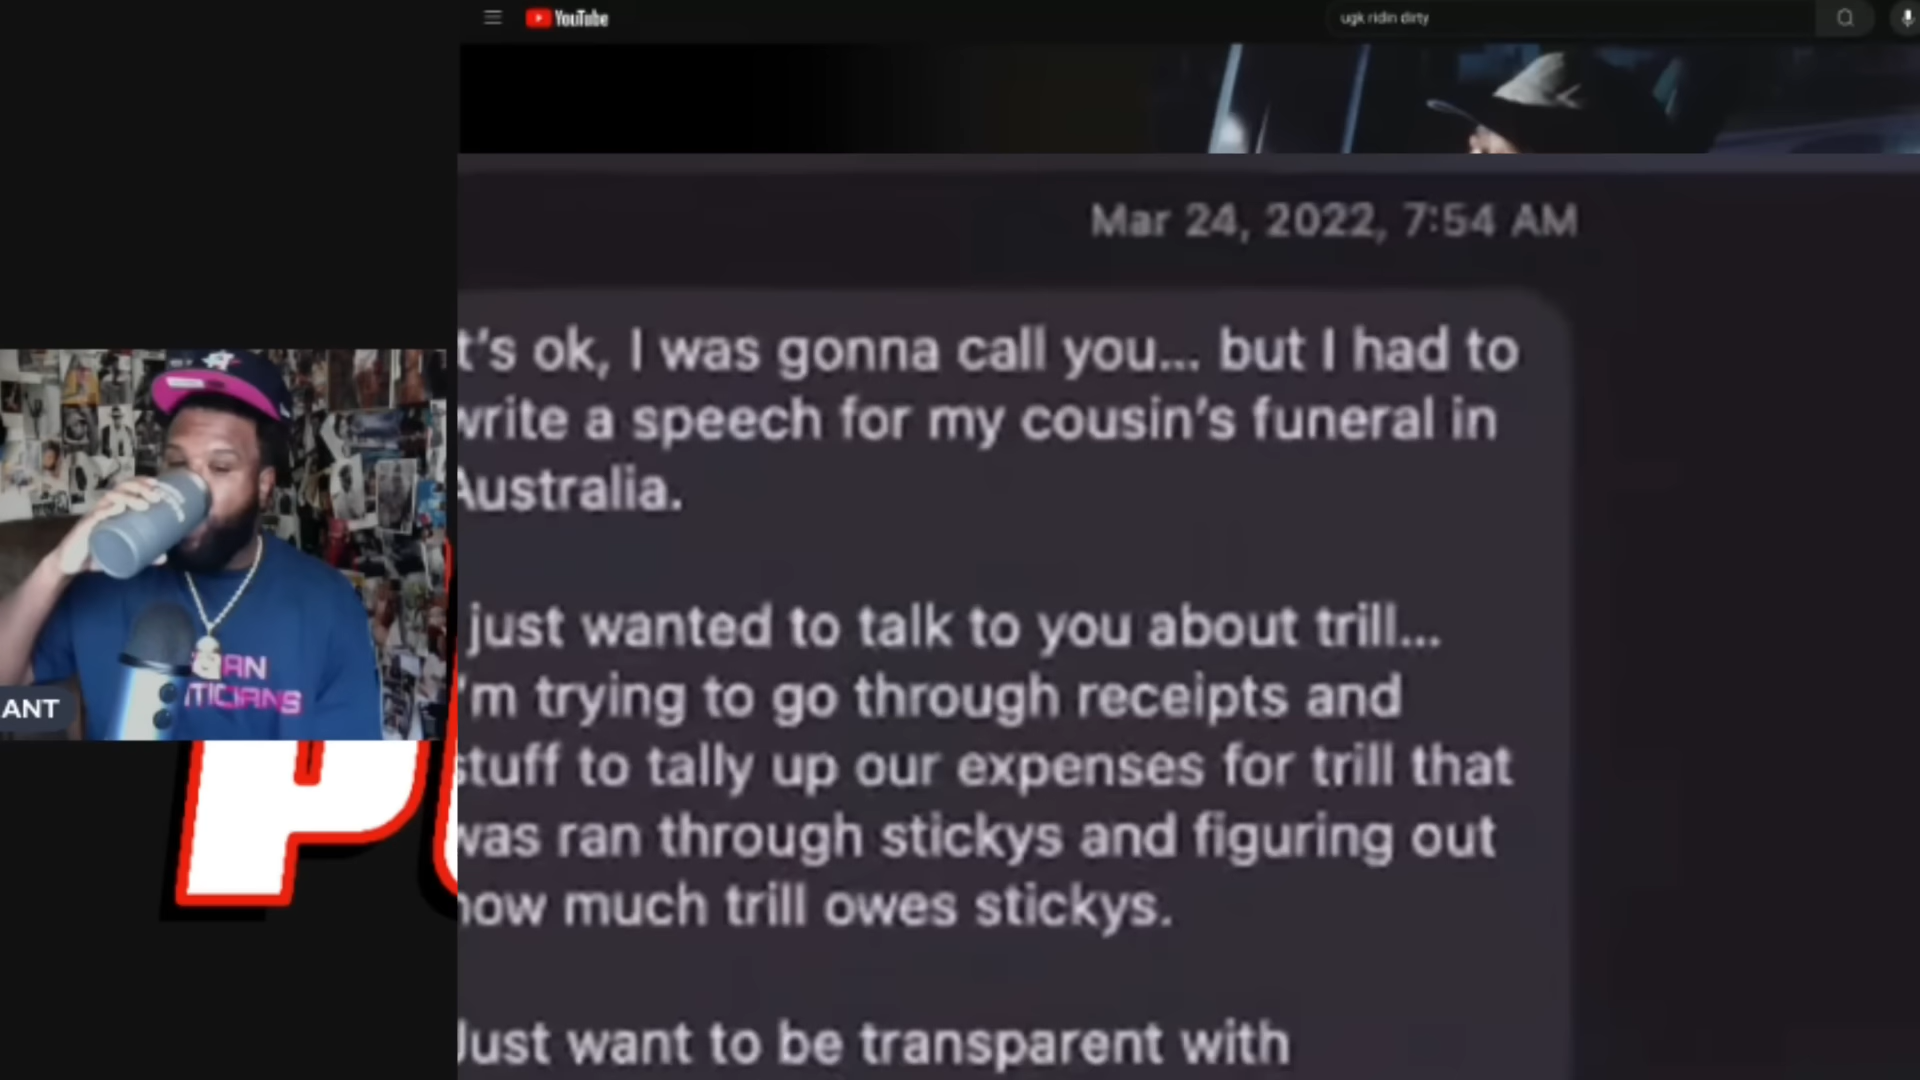 YouTube
ugk ridin dirty
Mar 24, 2022, 7:54 AM
t's ok, I was gonna call you... but I had to
write a speech for my cousin's funeral in
Australia.
just wanted to talk to you about trill...
'm trying to go through receipts and
stuff to tally up our expenses for trill that
was ran through stickys and figuring out
how much trill owes stickys.
Just want to be transparent with
ANT
P